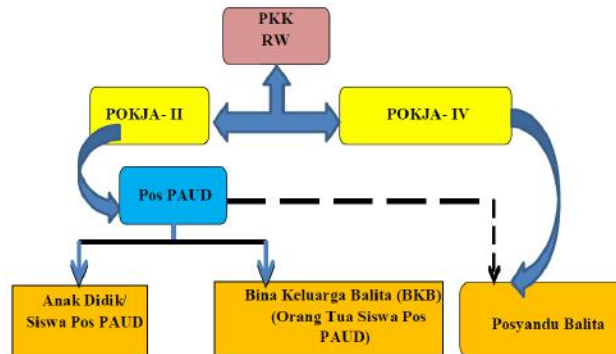 PKK
RW
POKJA- II
POKJA- IV
Pos PAUD
Anak Didik/
Siswa Pos PAUD
Bina Keluarga Balita (BKB)
(Orang Tua Siswa Pos
PAUD)
Posyandu Balita